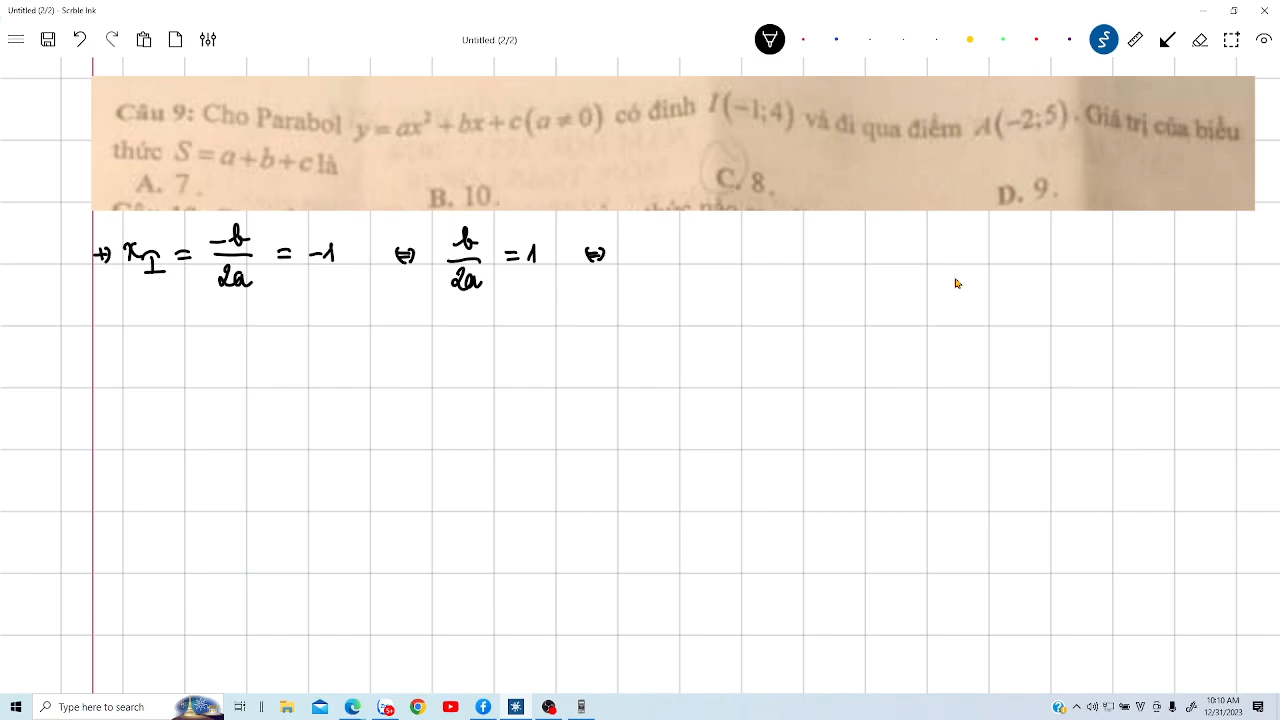 Untitled (2/2) - Scrble Ink
Untitled (2/2)
Câu 9: Cho Parabol y = ax² + bx + c (a ≠ 0) có đỉnh I(−1;4) và đi qua điểm A(−2;5). Giá trị của biểu
thức S = a + b + c là
A. 7.
B. 10.
C. 8.
D. 9.
+) x_I = -b/2a = -1 ⇔ b/2a = 1 ⇔
Type here to search
10:10 AM
12/31/2023